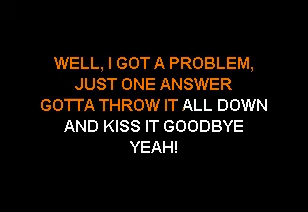 WELL, I GOT A PROBLEM,
JUST ONE ANSWER
GOTTA THROW IT ALL DOWN
AND KISS IT GOODBYE
YEAH!